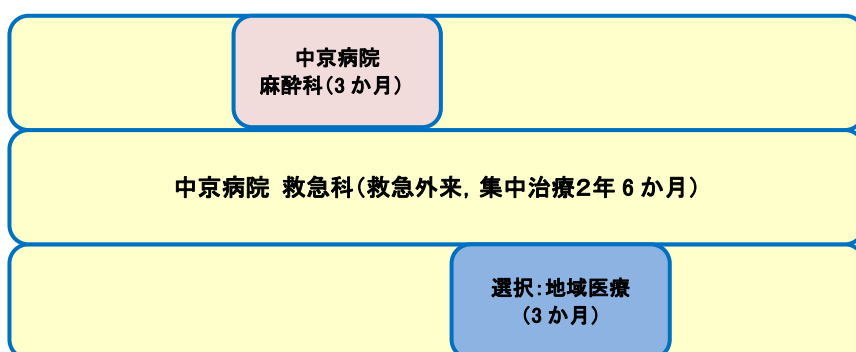 中京病院
麻酔科（3 か月）
中京病院 救急科（救急外来，集中治療２年 6 か月）
選択：地域医療
（3 か月）